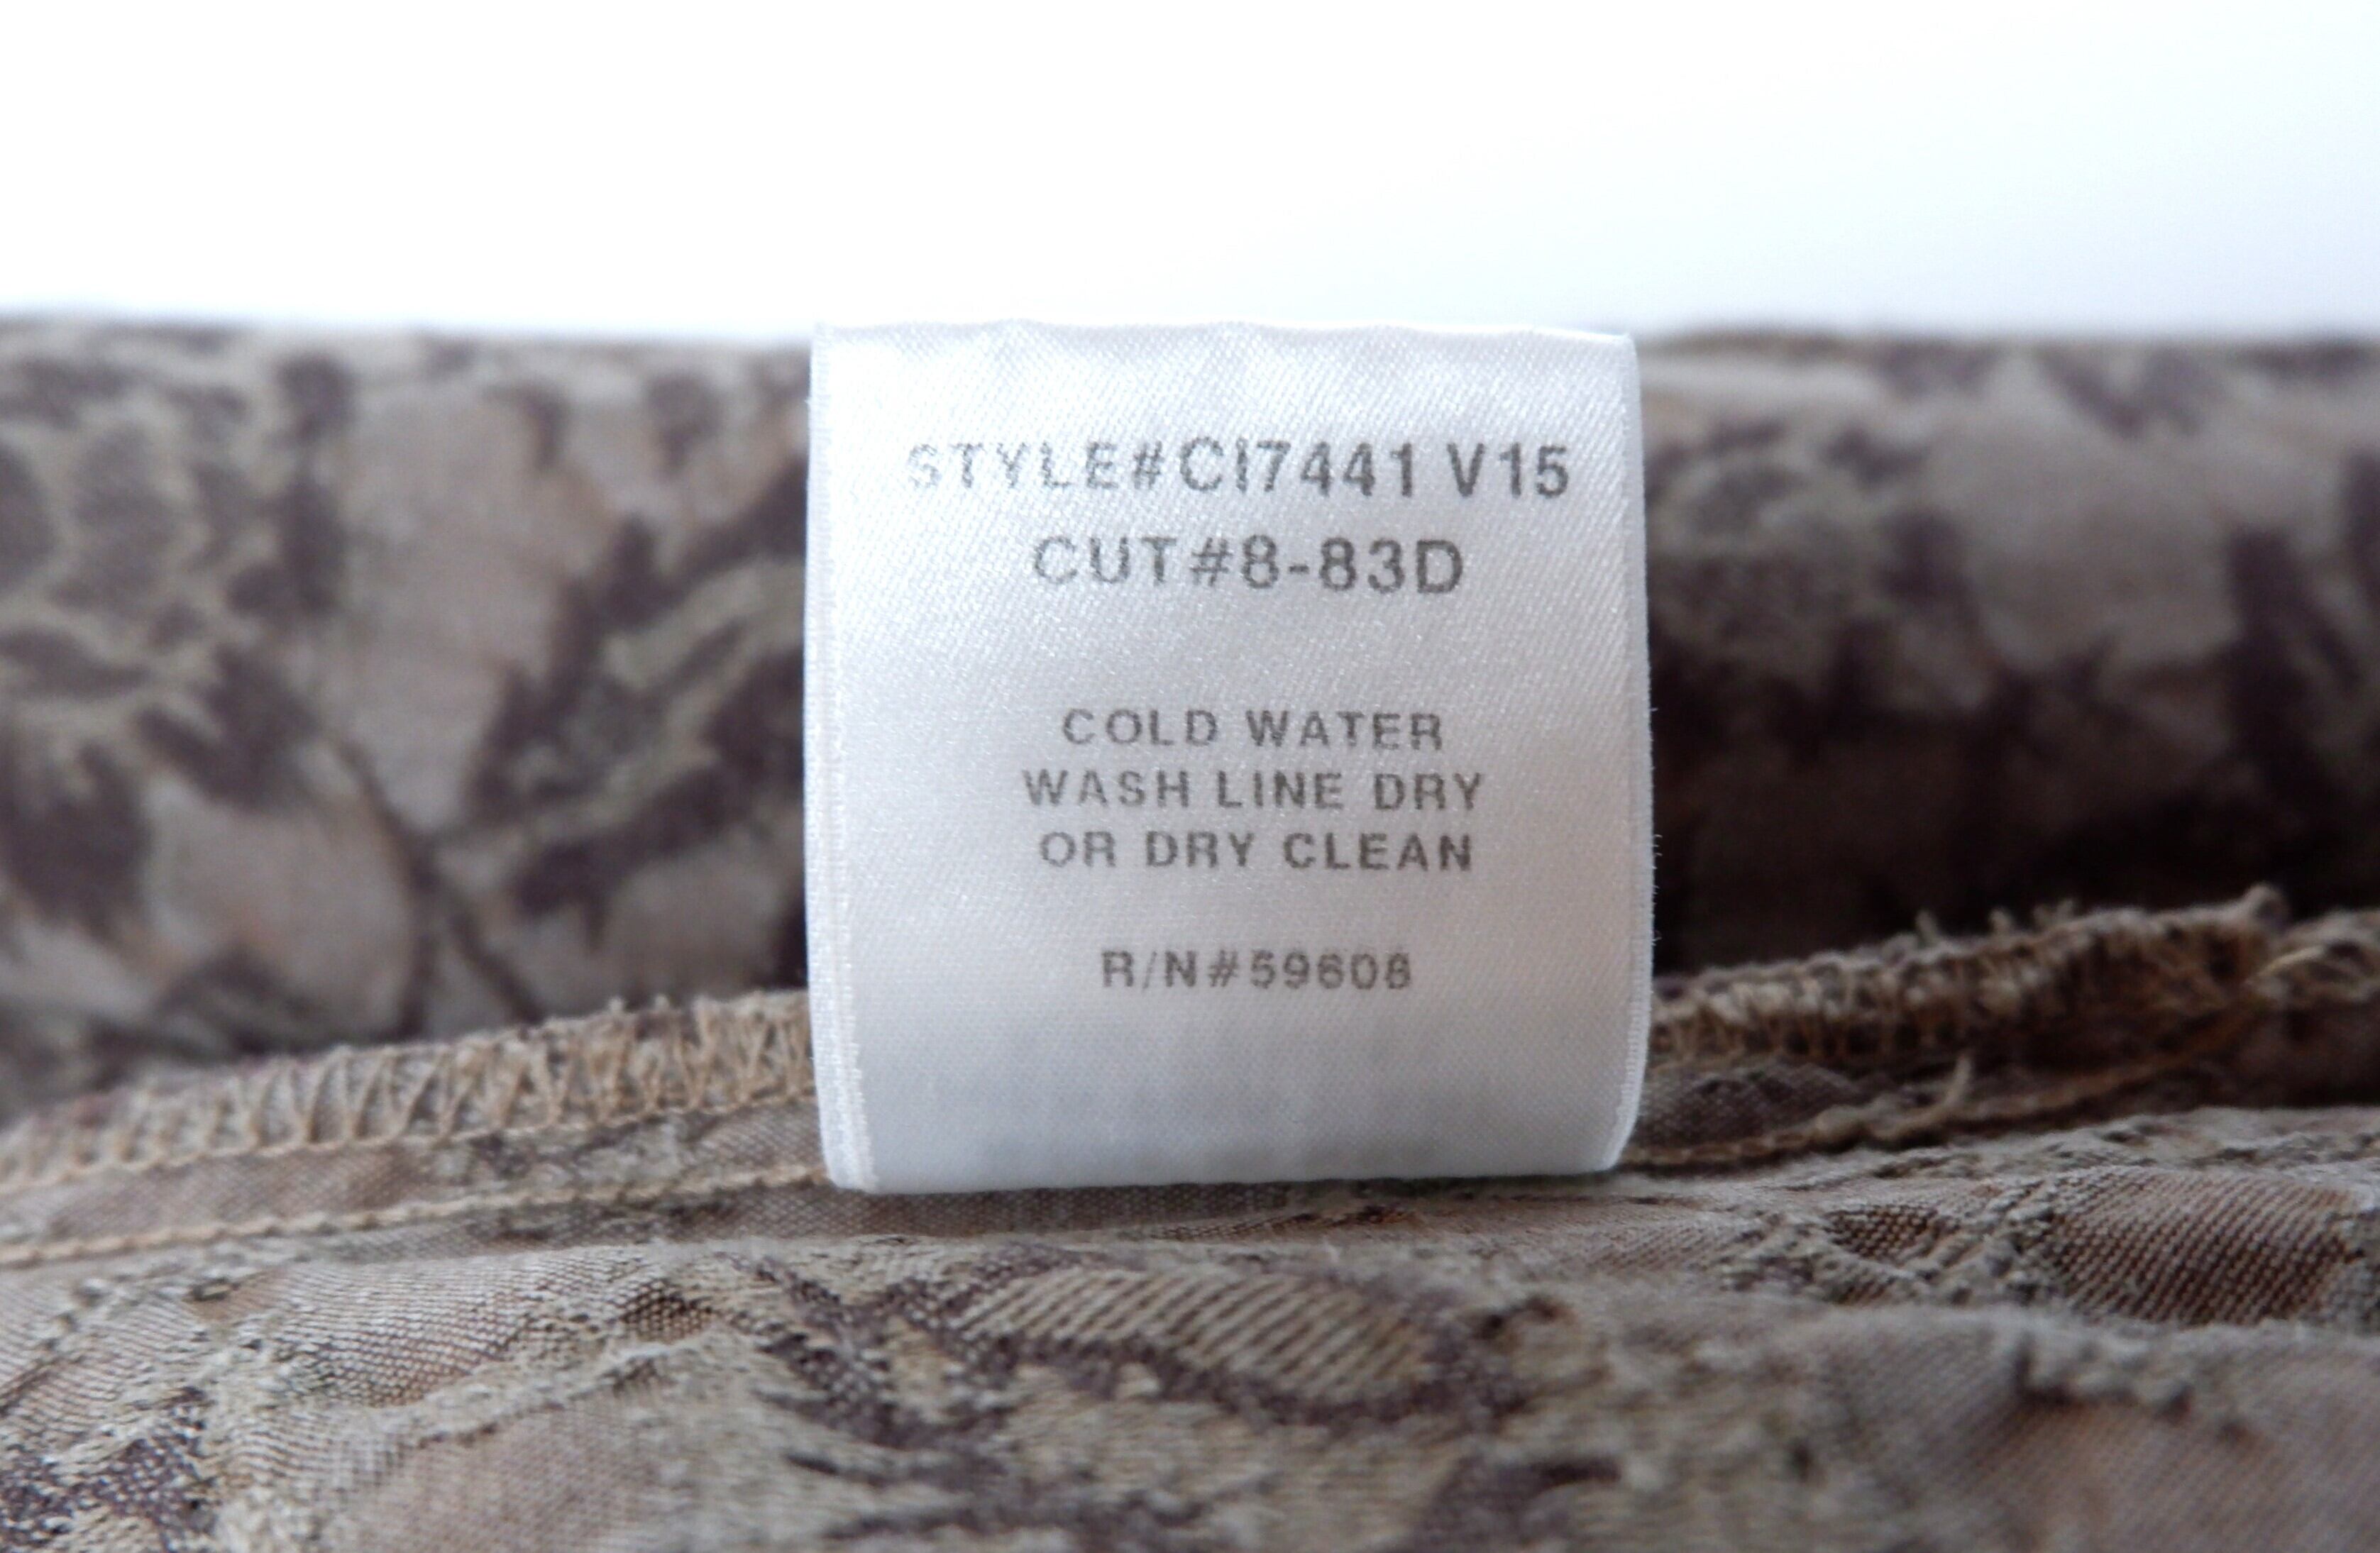 STYLE#CI7441 V15
CUT#8-83D
COLD WATER
WASH LINE DRY
OR DRY CLEAN
R/N#59608